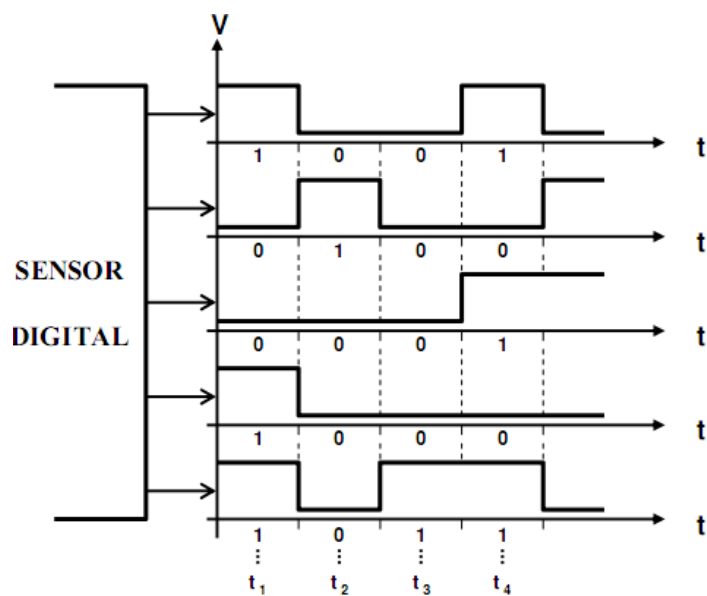 V
1 0 0 1 t
0 1 0 0 t
SENSOR
0 0 0 1 t
DIGITAL
1 0 0 0 t
1 0 1 1 t
t1 t2 t3 t4